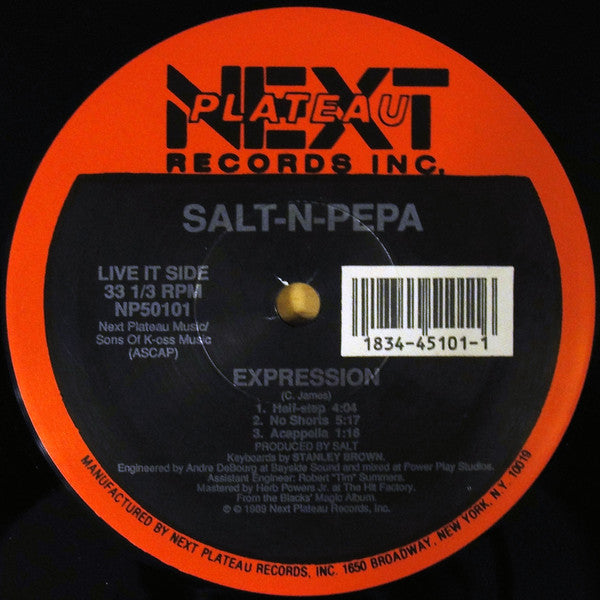 NEXT
PLATEAU
RECORDS INC.
SALT-N-PEPA
LIVE IT SIDE
33 1/3 RPM
NP50101
Next Plateau Music/
Sons Of K-oss Music
(ASCAP)
1834-45101-1
EXPRESSION
(C. James)
1. Half-step 4:04
2. No Shorts 5:17
3. Acappella 1:18
PRODUCED BY SALT
Keyboards by STANLEY BROWN.
Engineered by Andre DeBourg at Bayside Sound and mixed at Power Play Studios.
Assistant Engineer: Robert "Tim" Summers.
Mastered by Herb Powers Jr. at The Hit Factory.
From the Blacks' Magic Album.
℗ © 1989 Next Plateau Records, Inc.
MANUFACTURED BY NEXT PLATEAU RECORDS, INC. 1650 BROADWAY, NEW YORK, N.Y. 10019